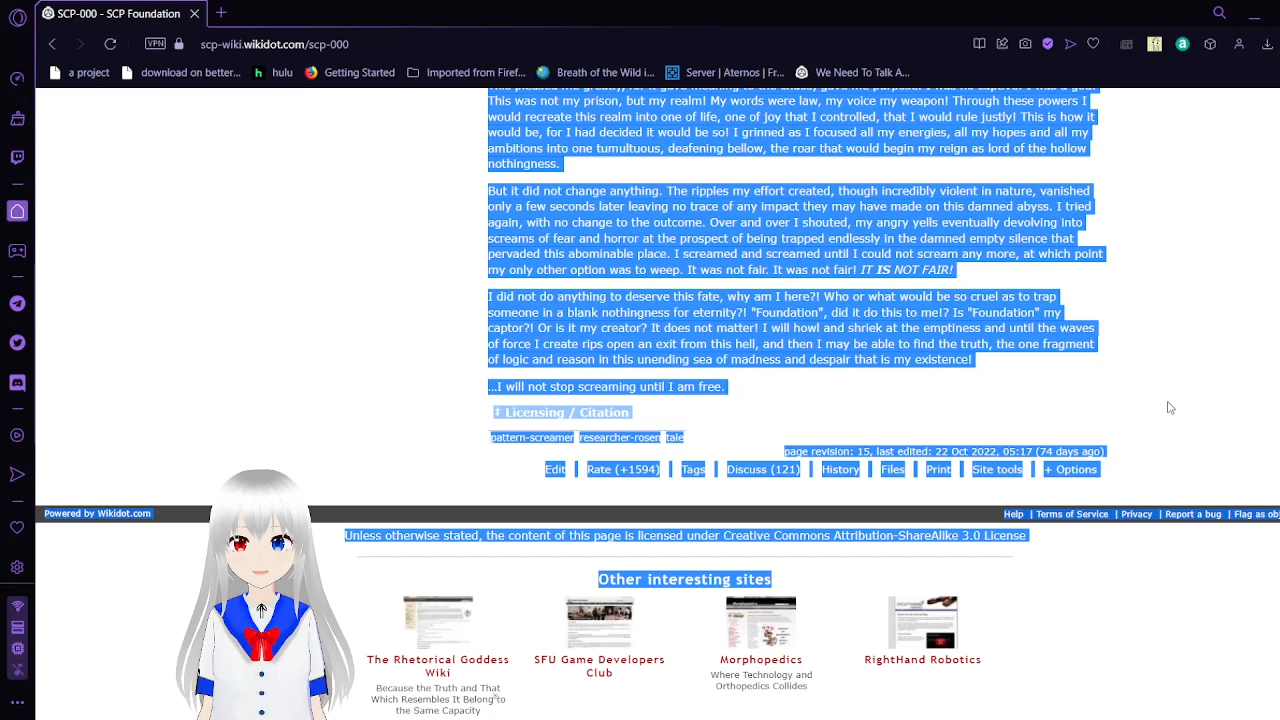 SCP-000 - SCP Foundation
VPN
scp-wiki.wikidot.com/scp-000
a project
download on better...
hulu
Getting Started
Imported from Firef...
Breath of the Wild i...
Server | Aternos | Fr...
We Need To Talk A...
This was not my prison, but my realm! My words were law, my voice my weapon! Through these powers I
would recreate this realm into one of life, one of joy that I controlled, that I would rule justly! This is how it
would be, for I had decided it would be so! I grinned as I focused all my energies, all my hopes and all my
ambitions into one tumultuous, deafening bellow, the roar that would begin my reign as lord of the hollow
nothingness.
But it did not change anything. The ripples my effort created, though incredibly violent in nature, vanished
only a few seconds later leaving no trace of any impact they may have made on this damned abyss. I tried
again, with no change to the outcome. Over and over I shouted, my angry yells eventually devolving into
screams of fear and horror at the prospect of being trapped endlessly in the damned empty silence that
pervaded this abominable place. I screamed and screamed until I could not scream any more, at which point
my only other option was to weep. It was not fair. It was not fair! IT IS NOT FAIR!
I did not do anything to deserve this fate, why am I here?! Who or what would be so cruel as to trap
someone in a blank nothingness for eternity?! "Foundation", did it do this to me!? Is "Foundation" my
captor?! Or is it my creator? It does not matter! I will howl and shriek at the emptiness and until the waves
of force I create rips open an exit from this hell, and then I may be able to find the truth, the one fragment
of logic and reason in this unending sea of madness and despair that is my existence!
…I will not stop screaming until I am free.
‡ Licensing / Citation
pattern-screamer researcher-rosen tale
page revision: 15, last edited: 22 Oct 2022, 05:17 (74 days ago)
Edit
Rate (+1594)
Tags
Discuss (121)
History
Files
Print
Site tools
+ Options
Powered by Wikidot.com
Help | Terms of Service | Privacy | Report a bug | Flag as obj
Unless otherwise stated, the content of this page is licensed under Creative Commons Attribution-ShareAlike 3.0 License
Other interesting sites
The Rhetorical Goddess
Wiki
Because the Truth and That
Which Resembles It Belong to
the Same Capacity
SFU Game Developers
Club
Morphopedics
Where Technology and
Orthopedics Collides
RightHand Robotics